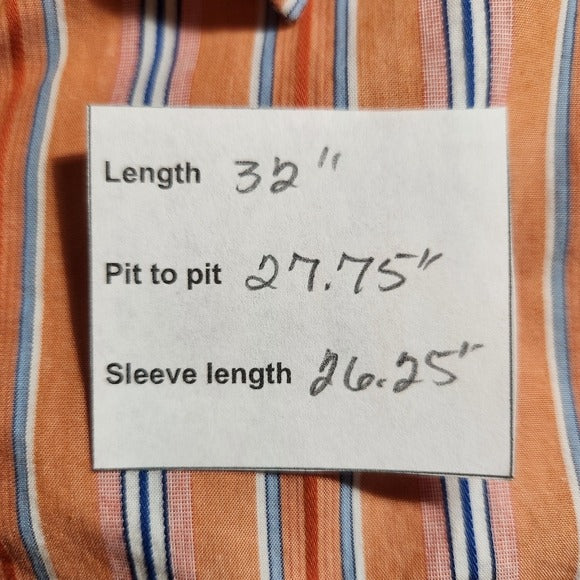 Length 32"
Pit to pit 27.75"
Sleeve length 26.25"